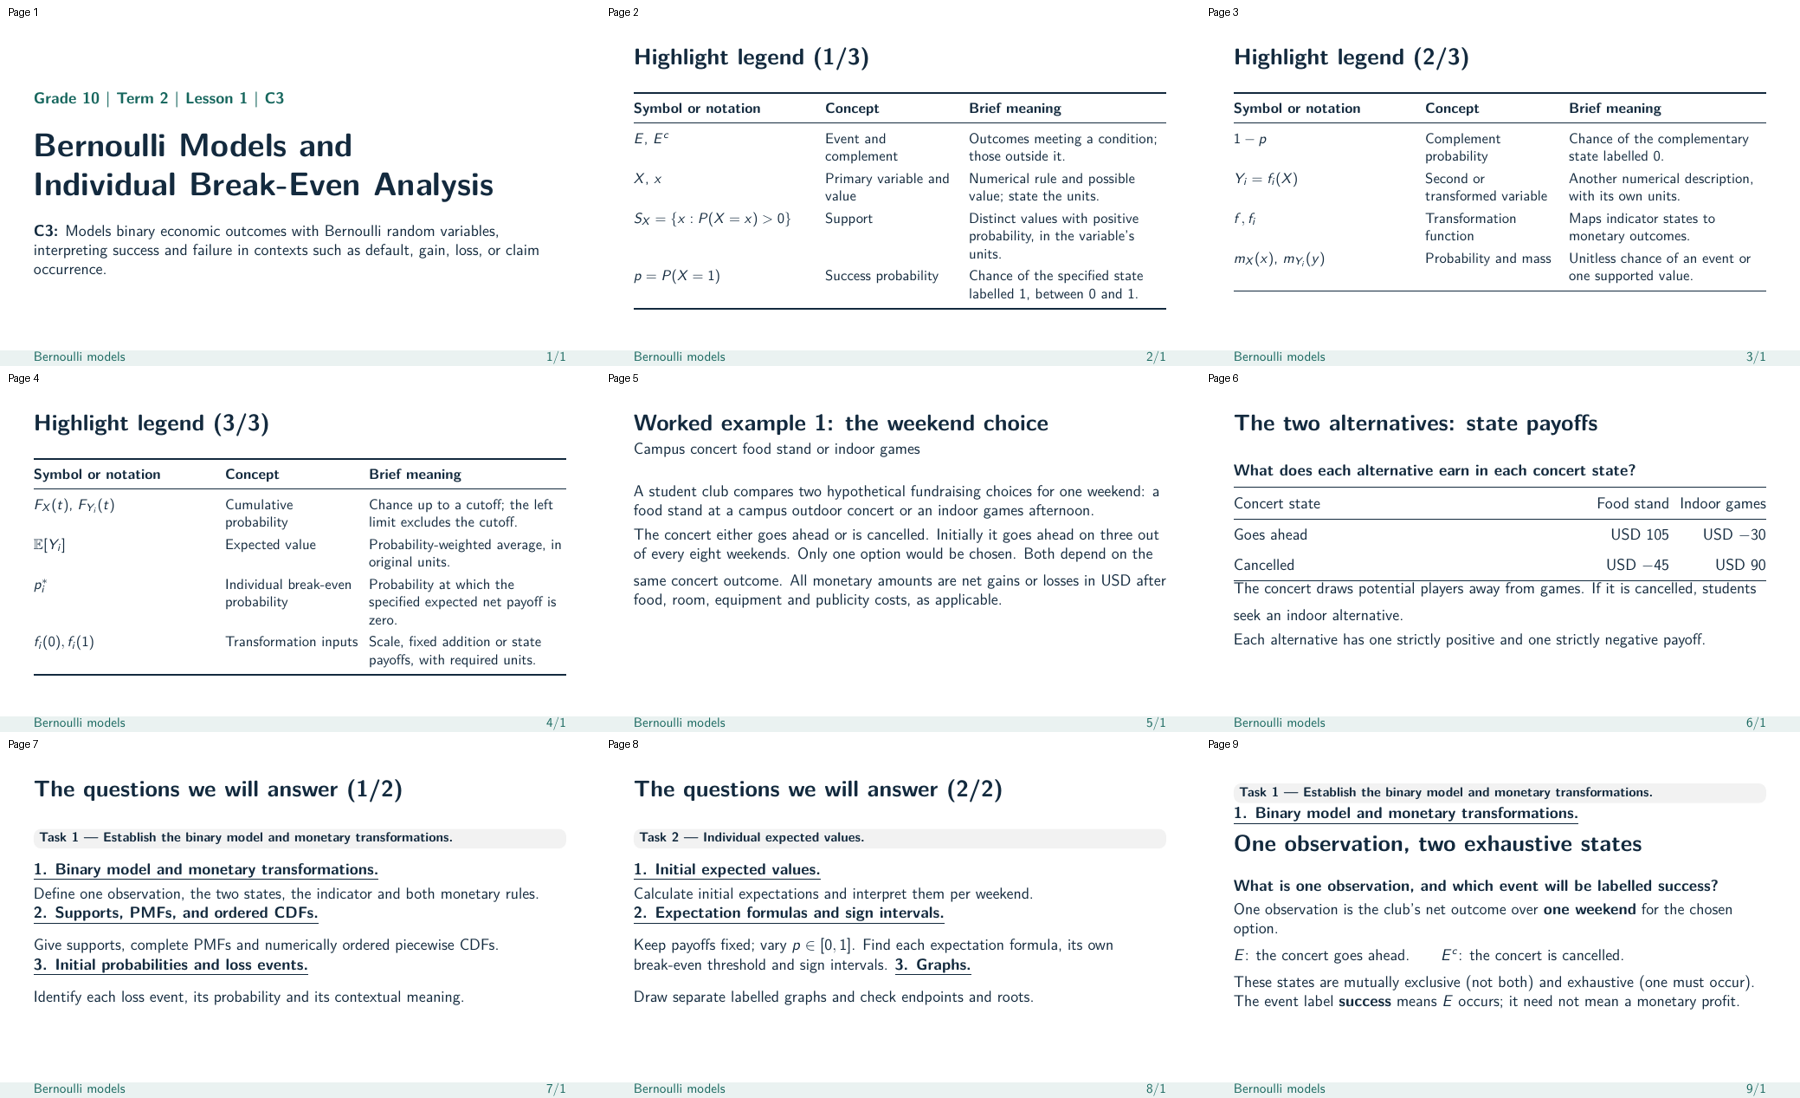 Page 1
Grade 10 | Term 2 | Lesson 1 | C3
Bernoulli Models and
Individual Break-Even Analysis
C3: Models binary economic outcomes with Bernoulli random variables,
interpreting success and failure in contexts such as default, gain, loss, or claim
occurrence.
Bernoulli models 1/1
Page 2
Highlight legend (1/3)
Symbol or notation Concept Brief meaning
E, E^c Event and complement Outcomes meeting a condition; those outside it.
X, x Primary variable and value Numerical rule and possible value; state the units.
S_X = {x : P(X = x) > 0} Support Distinct values with positive probability, in the variable's units.
p = P(X = 1) Success probability Chance of the specified state labelled 1, between 0 and 1.
Bernoulli models 2/1
Page 3
Highlight legend (2/3)
Symbol or notation Concept Brief meaning
1 − p Complement probability Chance of the complementary state labelled 0.
Y_i = f_i(X) Second or transformed variable Another numerical description, with its own units.
f, f_i Transformation function Maps indicator states to monetary outcomes.
m_X(x), m_{Y_i}(y) Probability and mass Unitless chance of an event or one supported value.
Bernoulli models 3/1
Page 4
Highlight legend (3/3)
Symbol or notation Concept Brief meaning
F_X(t), F_{Y_i}(t) Cumulative probability Chance up to a cutoff; the left limit excludes the cutoff.
𝔼[Y_i] Expected value Probability-weighted average, in original units.
p_i^* Individual break-even probability Probability at which the specified expected net payoff is zero.
f_i(0), f_i(1) Transformation inputs Scale, fixed addition or state payoffs, with required units.
Bernoulli models 4/1
Page 5
Worked example 1: the weekend choice
Campus concert food stand or indoor games
A student club compares two hypothetical fundraising choices for one weekend: a
food stand at a campus outdoor concert or an indoor games afternoon.
The concert either goes ahead or is cancelled. Initially it goes ahead on three out
of every eight weekends. Only one option would be chosen. Both depend on the
same concert outcome. All monetary amounts are net gains or losses in USD after
food, room, equipment and publicity costs, as applicable.
Bernoulli models 5/1
Page 6
The two alternatives: state payoffs
What does each alternative earn in each concert state?
Concert state Food stand Indoor games
Goes ahead USD 105 USD −30
Cancelled USD −45 USD 90
The concert draws potential players away from games. If it is cancelled, students
seek an indoor alternative.
Each alternative has one strictly positive and one strictly negative payoff.
Bernoulli models 6/1
Page 7
The questions we will answer (1/2)
Task 1 — Establish the binary model and monetary transformations.
1. Binary model and monetary transformations.
Define one observation, the two states, the indicator and both monetary rules.
2. Supports, PMFs, and ordered CDFs.
Give supports, complete PMFs and numerically ordered piecewise CDFs.
3. Initial probabilities and loss events.
Identify each loss event, its probability and its contextual meaning.
Bernoulli models 7/1
Page 8
The questions we will answer (2/2)
Task 2 — Individual expected values.
1. Initial expected values.
Calculate initial expectations and interpret them per weekend.
2. Expectation formulas and sign intervals.
Keep payoffs fixed; vary p ∈ [0, 1]. Find each expectation formula, its own
break-even threshold and sign intervals. 3. Graphs.
Draw separate labelled graphs and check endpoints and roots.
Bernoulli models 8/1
Page 9
Task 1 — Establish the binary model and monetary transformations.
1. Binary model and monetary transformations.
One observation, two exhaustive states
What is one observation, and which event will be labelled success?
One observation is the club's net outcome over one weekend for the chosen
option.
E: the concert goes ahead. E^c: the concert is cancelled.
These states are mutually exclusive (not both) and exhaustive (one must occur).
The event label success means E occurs; it need not mean a monetary profit.
Bernoulli models 9/1